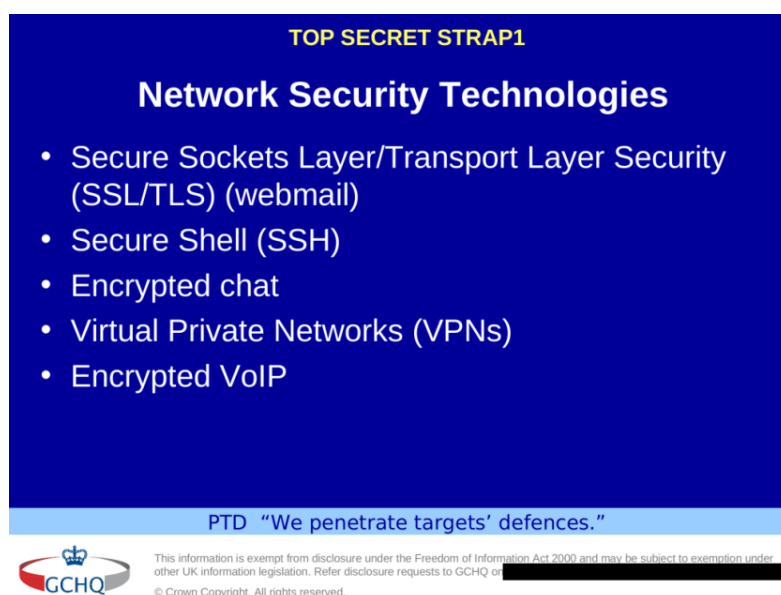 TOP SECRET STRAP1
Network Security Technologies
• Secure Sockets Layer/Transport Layer Security
(SSL/TLS) (webmail)
• Secure Shell (SSH)
• Encrypted chat
• Virtual Private Networks (VPNs)
• Encrypted VoIP
PTD “We penetrate targets’ defences.”
This information is exempt from disclosure under the Freedom of Information Act 2000 and may be subject to exemption under
other UK information legislation. Refer disclosure requests to GCHQ on
© Crown Copyright. All rights reserved.
GCHQ